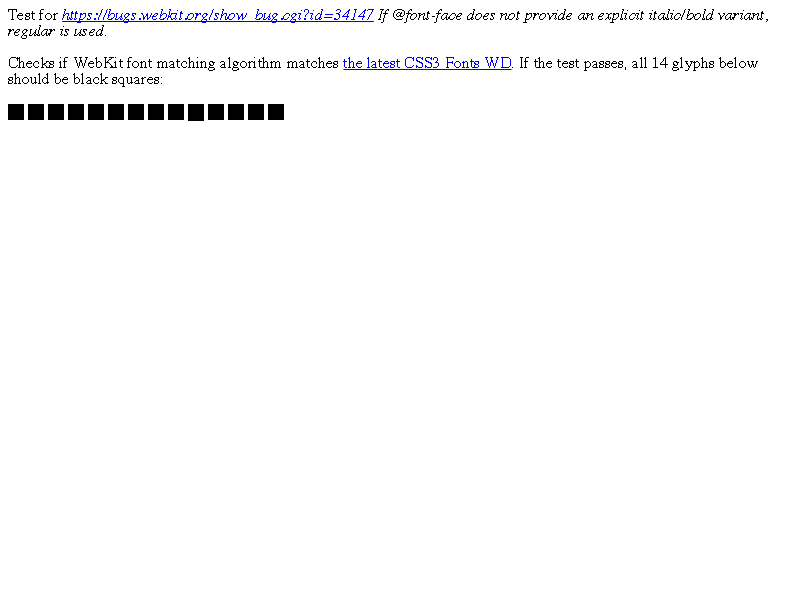 Test for https://bugs.webkit.org/show_bug.cgi?id=34147 If @font-face does not provide an explicit italic/bold variant,
regular is used.
Checks if WebKit font matching algorithm matches the latest CSS3 Fonts WD. If the test passes, all 14 glyphs below
should be black squares: